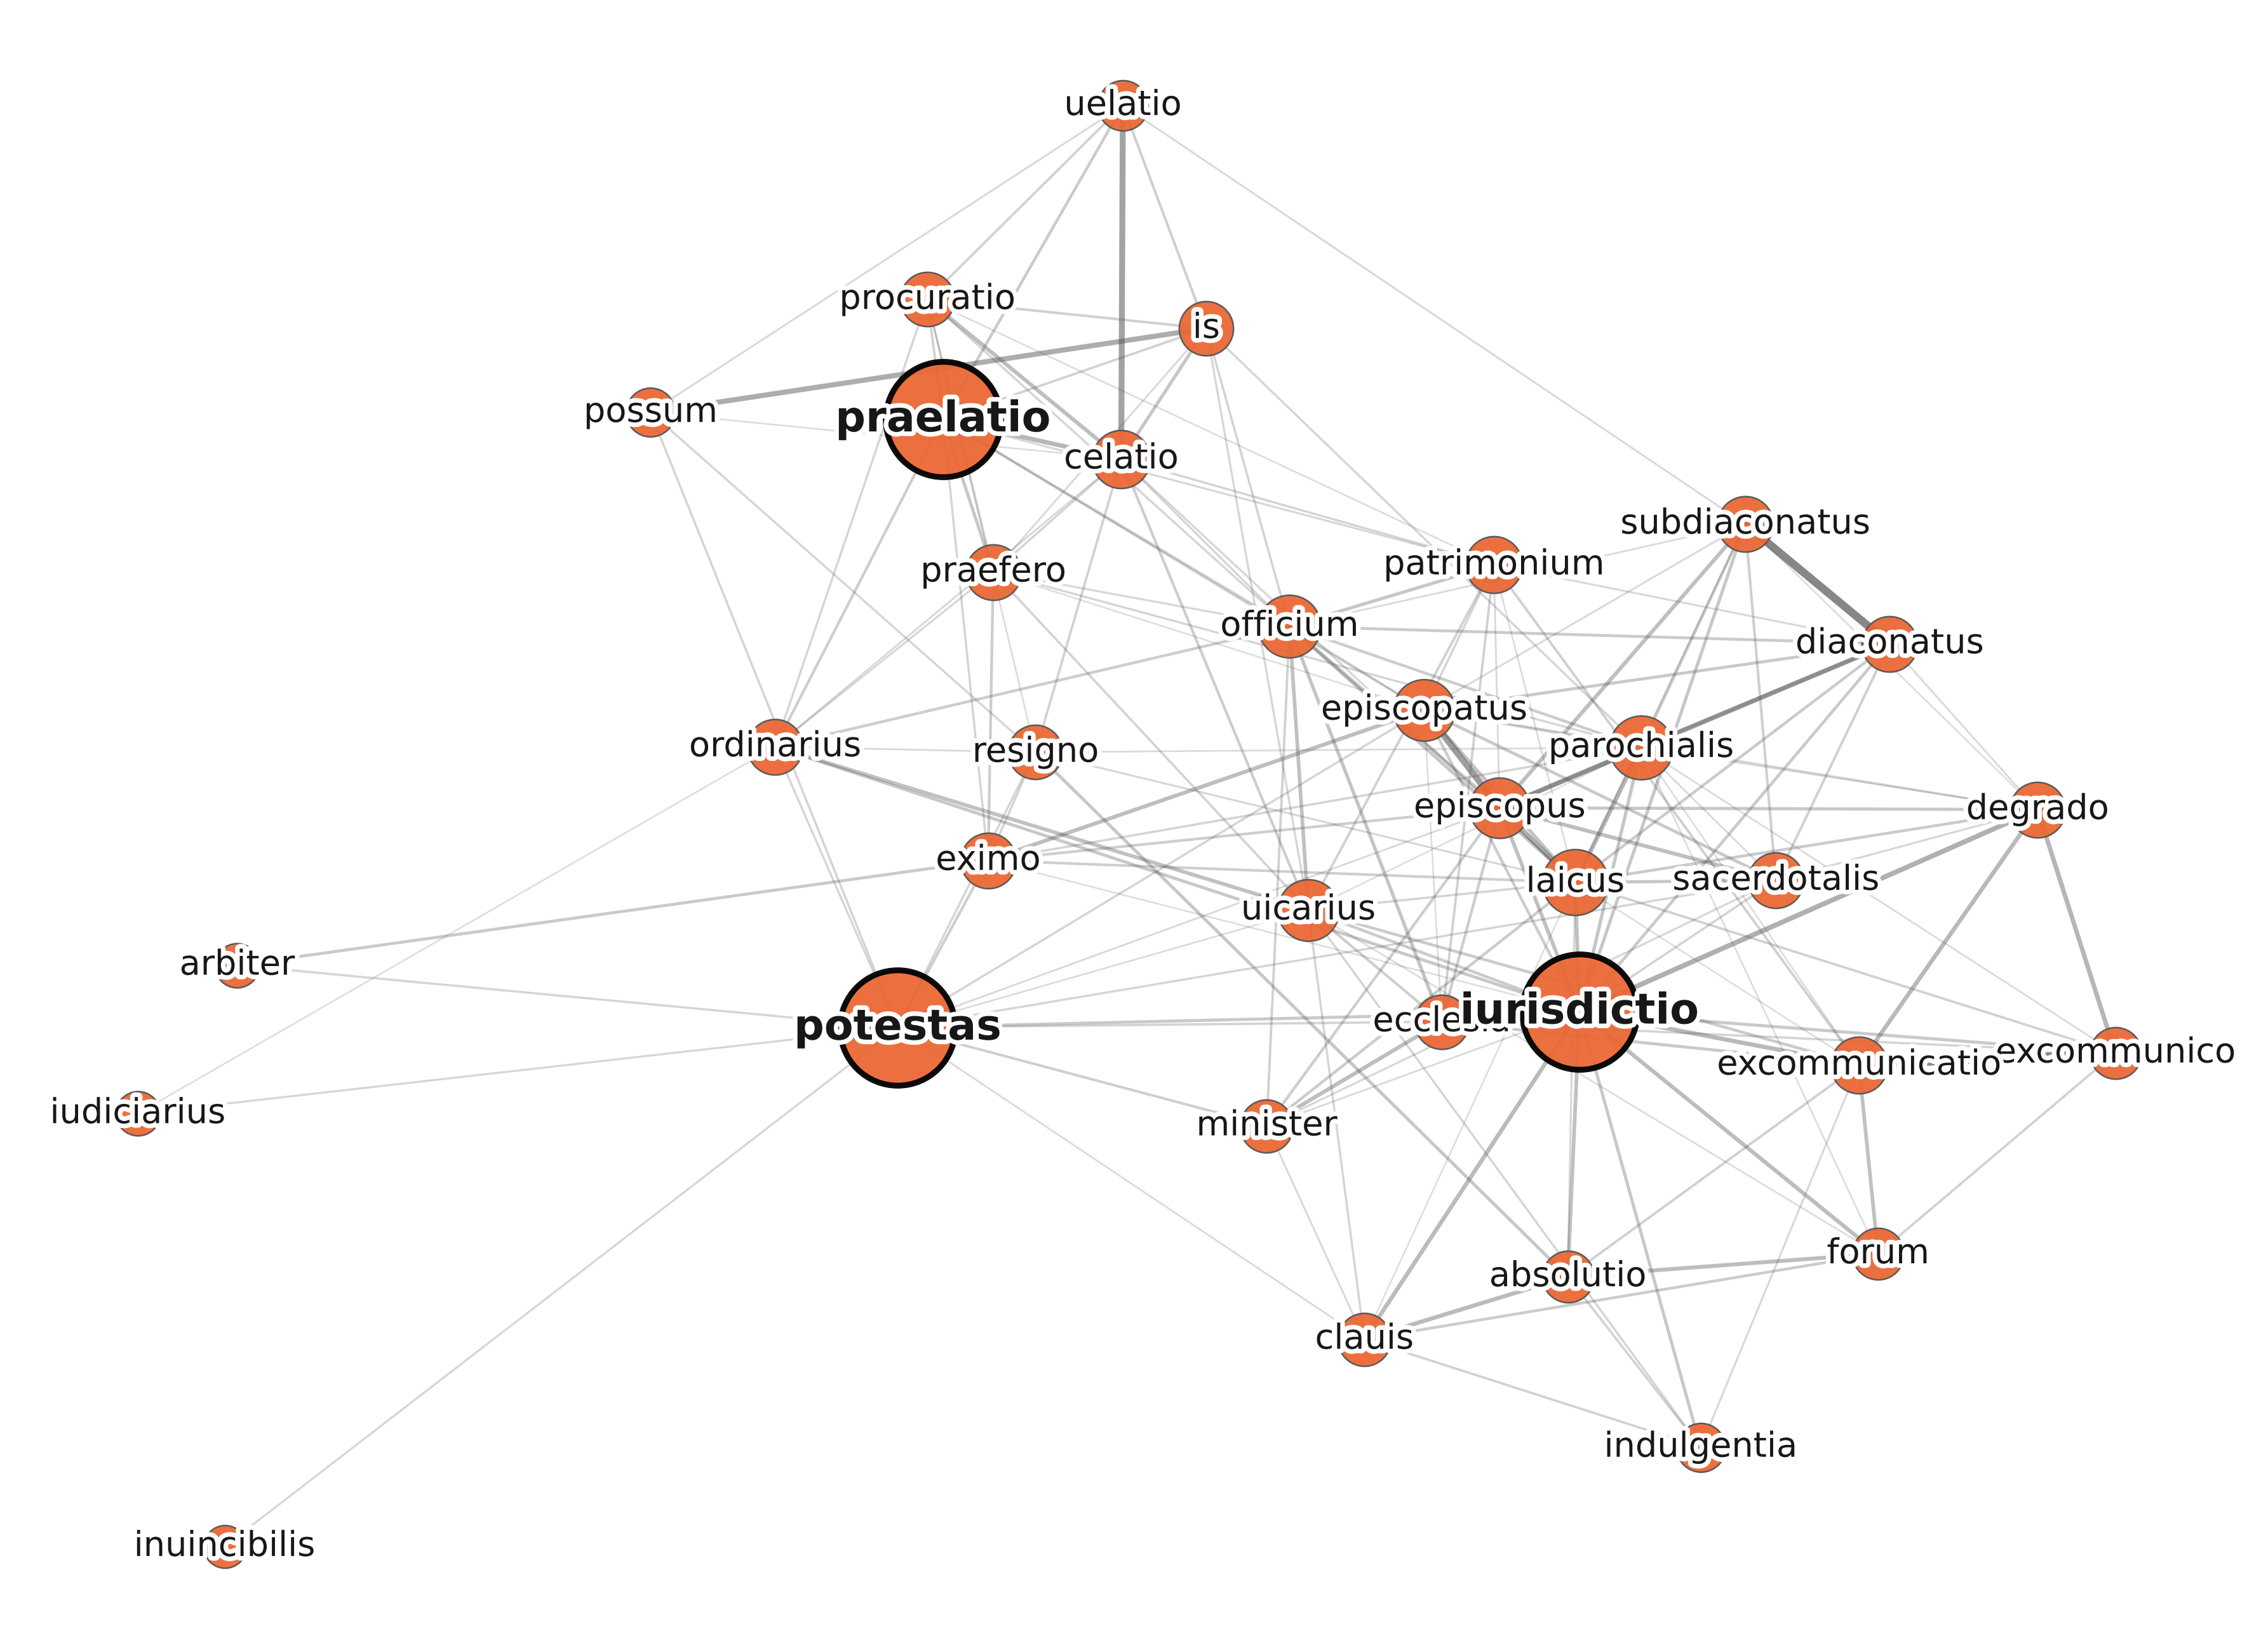 uelatio
procuratio
is
possum
praelatio
celatio
subdiaconatus
patrimonium
praefero
officium
diaconatus
episcopatus
ordinarius
resigno
parochialis
episcopus
degrado
eximo
laicus
sacerdotalis
uicarius
arbiter
potestas
ecclesia
iurisdictio
excommunicatio
excommunico
iudiciarius
minister
forum
absolutio
clauis
indulgentia
inuincibilis